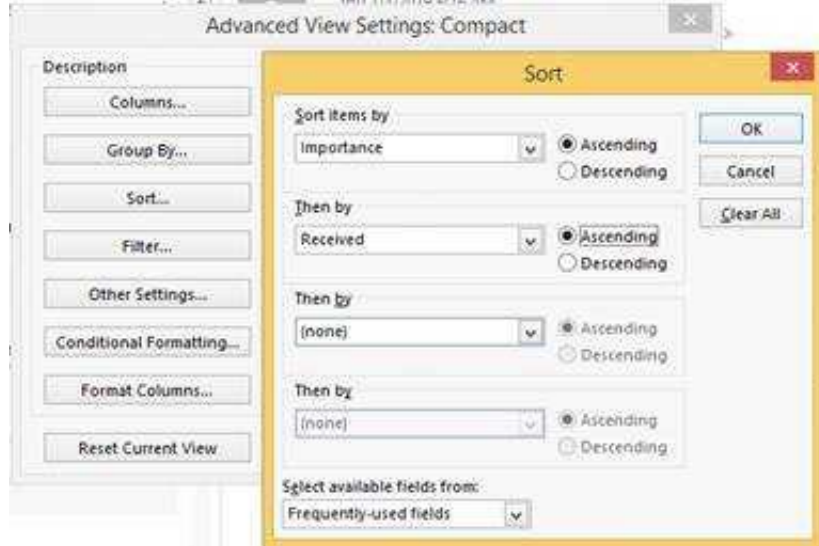 Advanced View Settings: Compact
Description
Columns...
Group By...
Sort...
Filter...
Other Settings...
Conditional Formatting...
Format Columns...
Reset Current View
Sort
Sort items by
Importance
Ascending
Descending
Then by
Received
Ascending
Descending
Then by
(none)
Ascending
Descending
Then by
(none)
Ascending
Descending
Select available fields from:
Frequently-used fields
OK
Cancel
Clear All